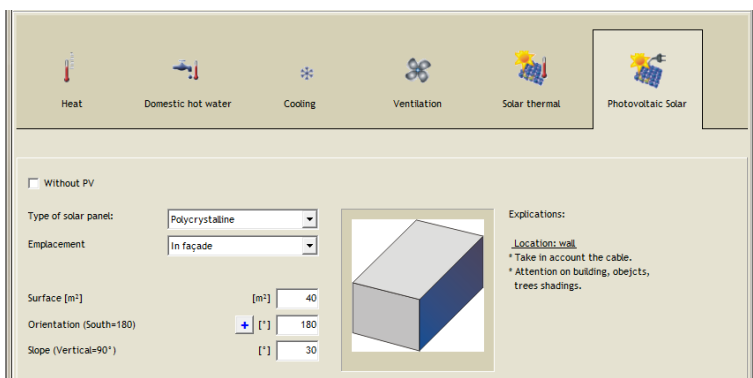 Heat
Domestic hot water
Cooling
Ventilation
Solar thermal
Photovoltaic Solar
Without PV
Type of solar panel: Polycrystalline
Emplacement In façade
Surface [m²] [m²] 40
Orientation (South=180) + [°] 180
Slope (Vertical=90°) [°] 30
Explications:
Location: wall
* Take in account the cable.
* Attention on building, obejcts,
trees shadings.